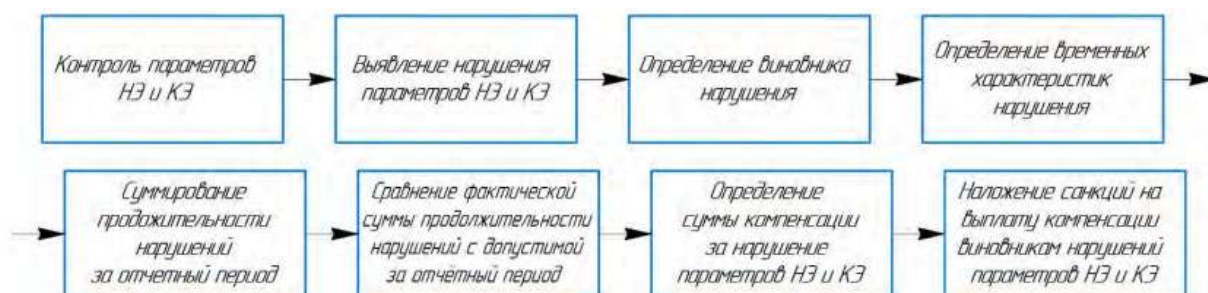 Контроль параметров
НЭ и КЭ
Выявление нарушения
параметров НЭ и КЭ
Определение виновника
нарушения
Определение временных
характеристик
нарушения
Суммирование
продожительности
нарушений
за отчетный период
Сравнение фактической
суммы продолжительности
нарушений с допустимой
за отчётный период
Определение
суммы компенсации
за нарушение
параметров НЭ и КЭ
Наложение санкций на
выплату компенсации
виновникам нарушений
параметров НЭ и КЭ